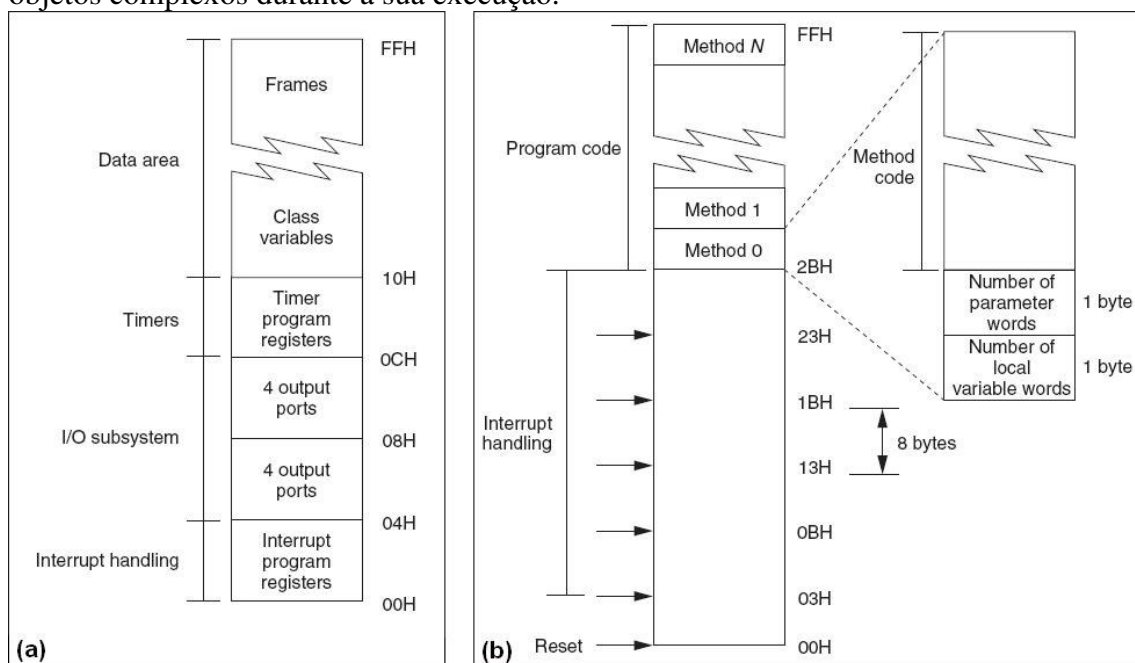 objetos complexos durante a sua execução.
FFH
Frames
Data area
Class
variables
10H
Timer
program
registers
Timers
0CH
4 output
ports
I/O subsystem
08H
4 output
ports
04H
Interrupt handling
Interrupt
program
registers
00H
(a)
Method N
FFH
Program code
Method
code
Method 1
Method 0
2BH
Number of
parameter
words
1 byte
23H
Number of
local
variable words
1 byte
1BH
Interrupt
handling
8 bytes
13H
0BH
03H
Reset
00H
(b)